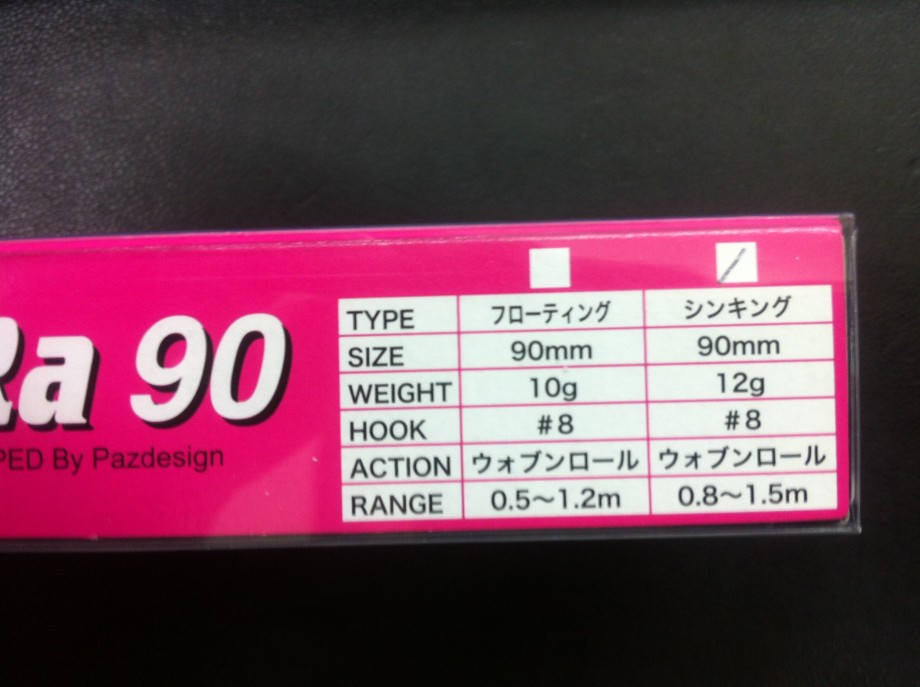 Ra 90
PED By Pazdesign
TYPE フローティング シンキング
SIZE 90mm 90mm
WEIGHT 10g 12g
HOOK #8 #8
ACTION ウォブンロール ウォブンロール
RANGE 0.5〜1.2m 0.8〜1.5m